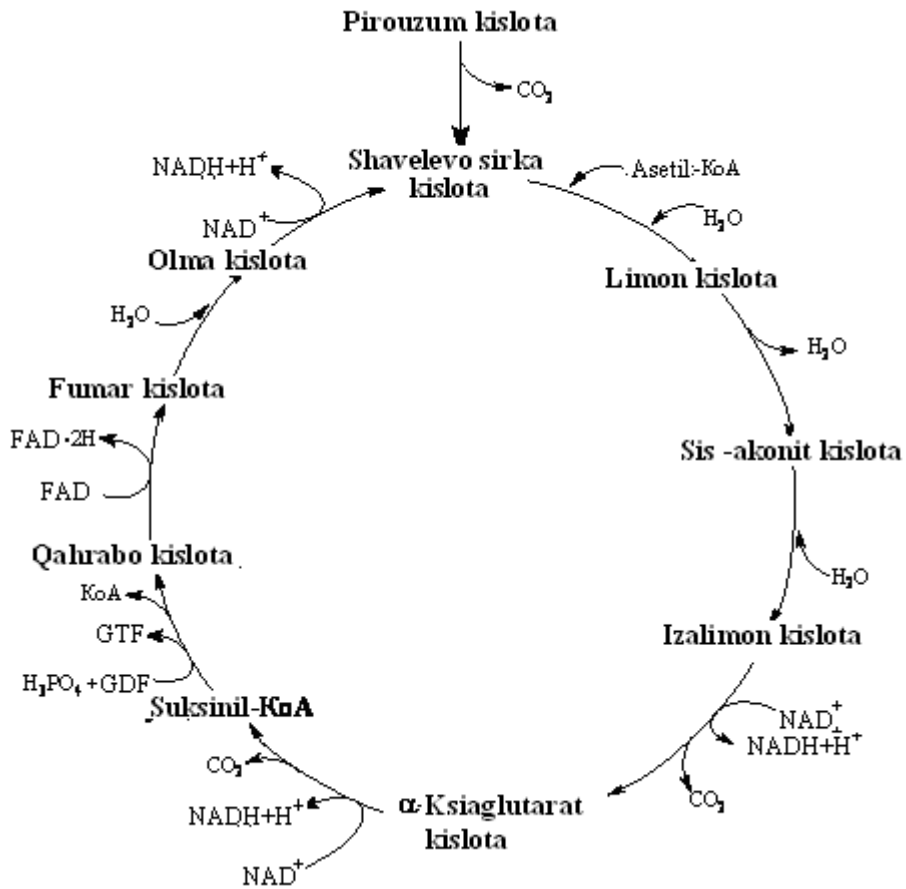 Pirouzum kislota
CO₂
Shavelevo sirka
kislota
NADH+H⁺
NAD⁺
Asetil-KoA
H₂O
Limon kislota
H₂O
Sis -akonit kislota
H₂O
Izalimon kislota
NAD⁺
NADH+H⁺
CO₂
α-Ksiaglutarat
kislota
NAD⁺
NADH+H⁺
CO₂
Suksinil-KoA
H₃PO₄+GDF
GTF
KoA
Qahrabo kislota
FAD
FAD·2H
Fumar kislota
H₂O
Olma kislota